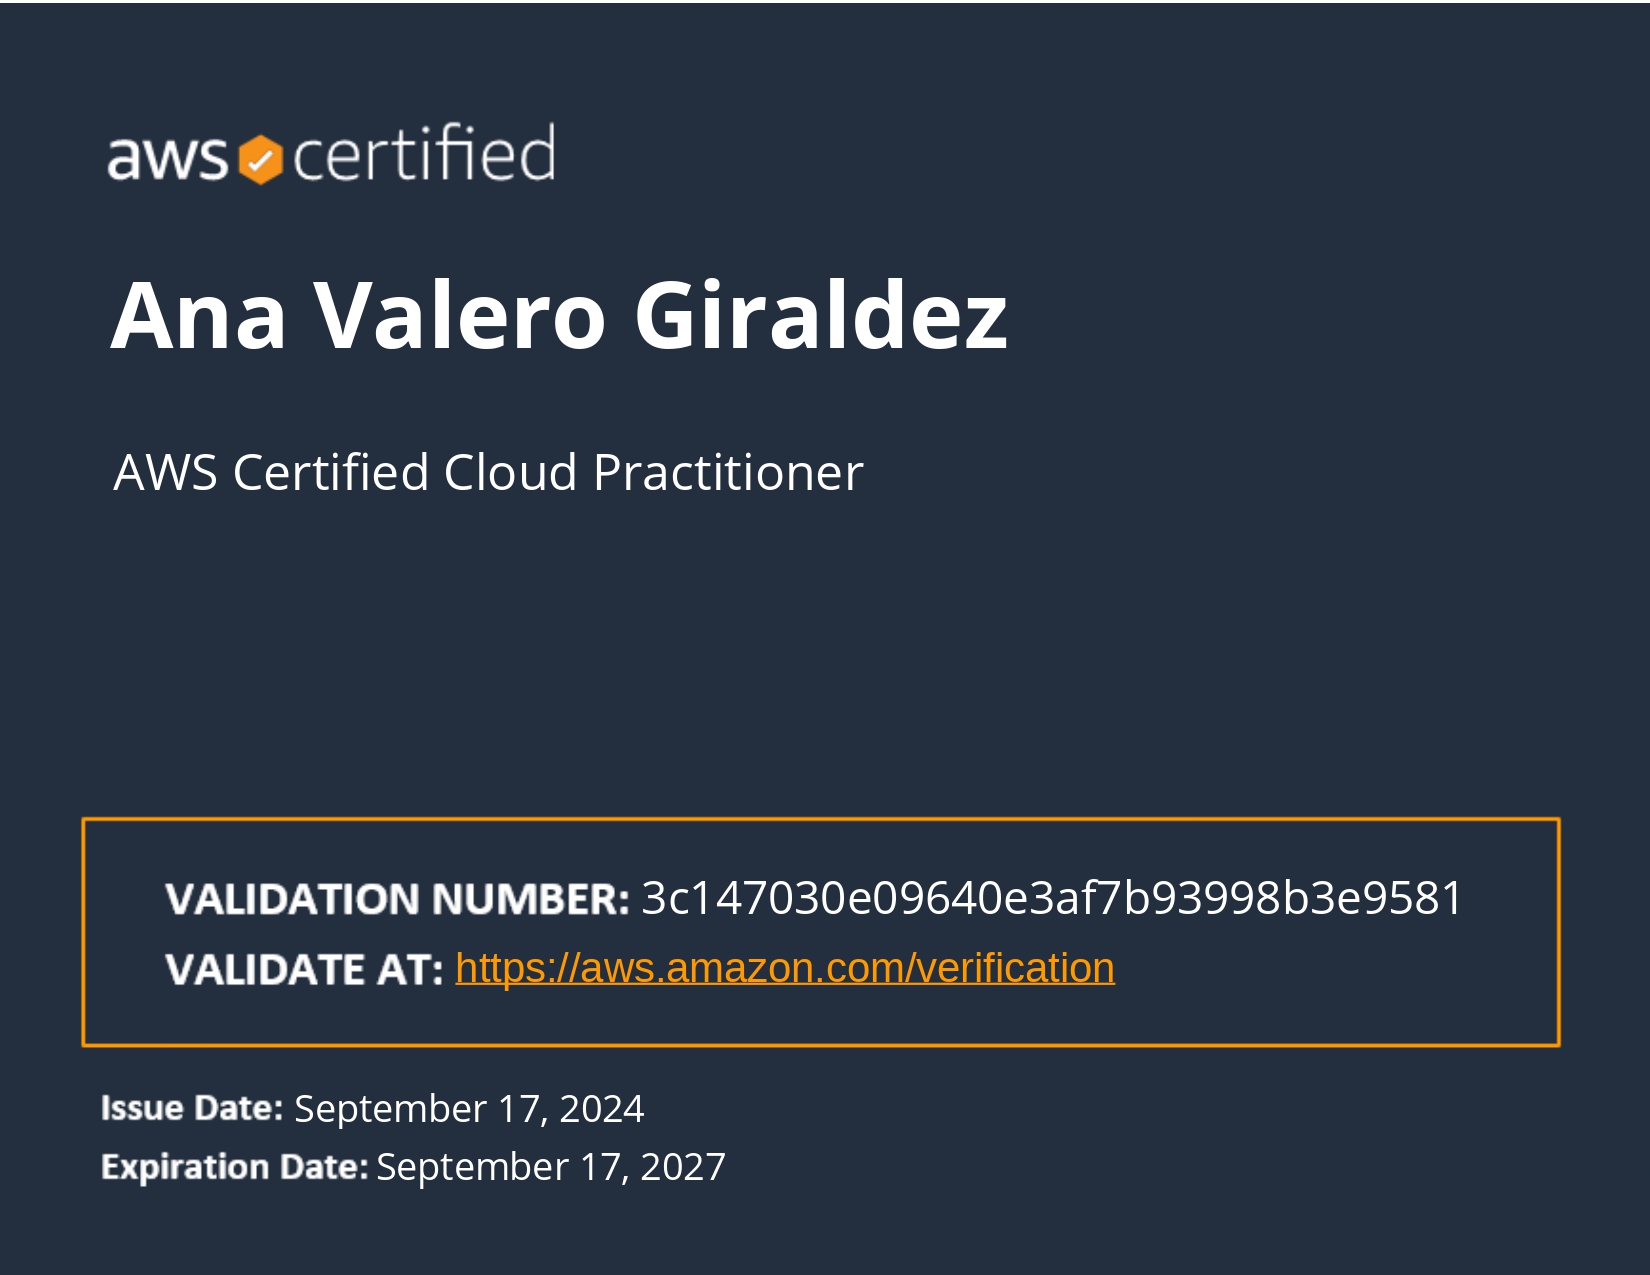 aws certified
Ana Valero Giraldez
AWS Certified Cloud Practitioner
VALIDATION NUMBER: 3c147030e09640e3af7b93998b3e9581
VALIDATE AT: https://aws.amazon.com/verification
Issue Date: September 17, 2024
Expiration Date: September 17, 2027